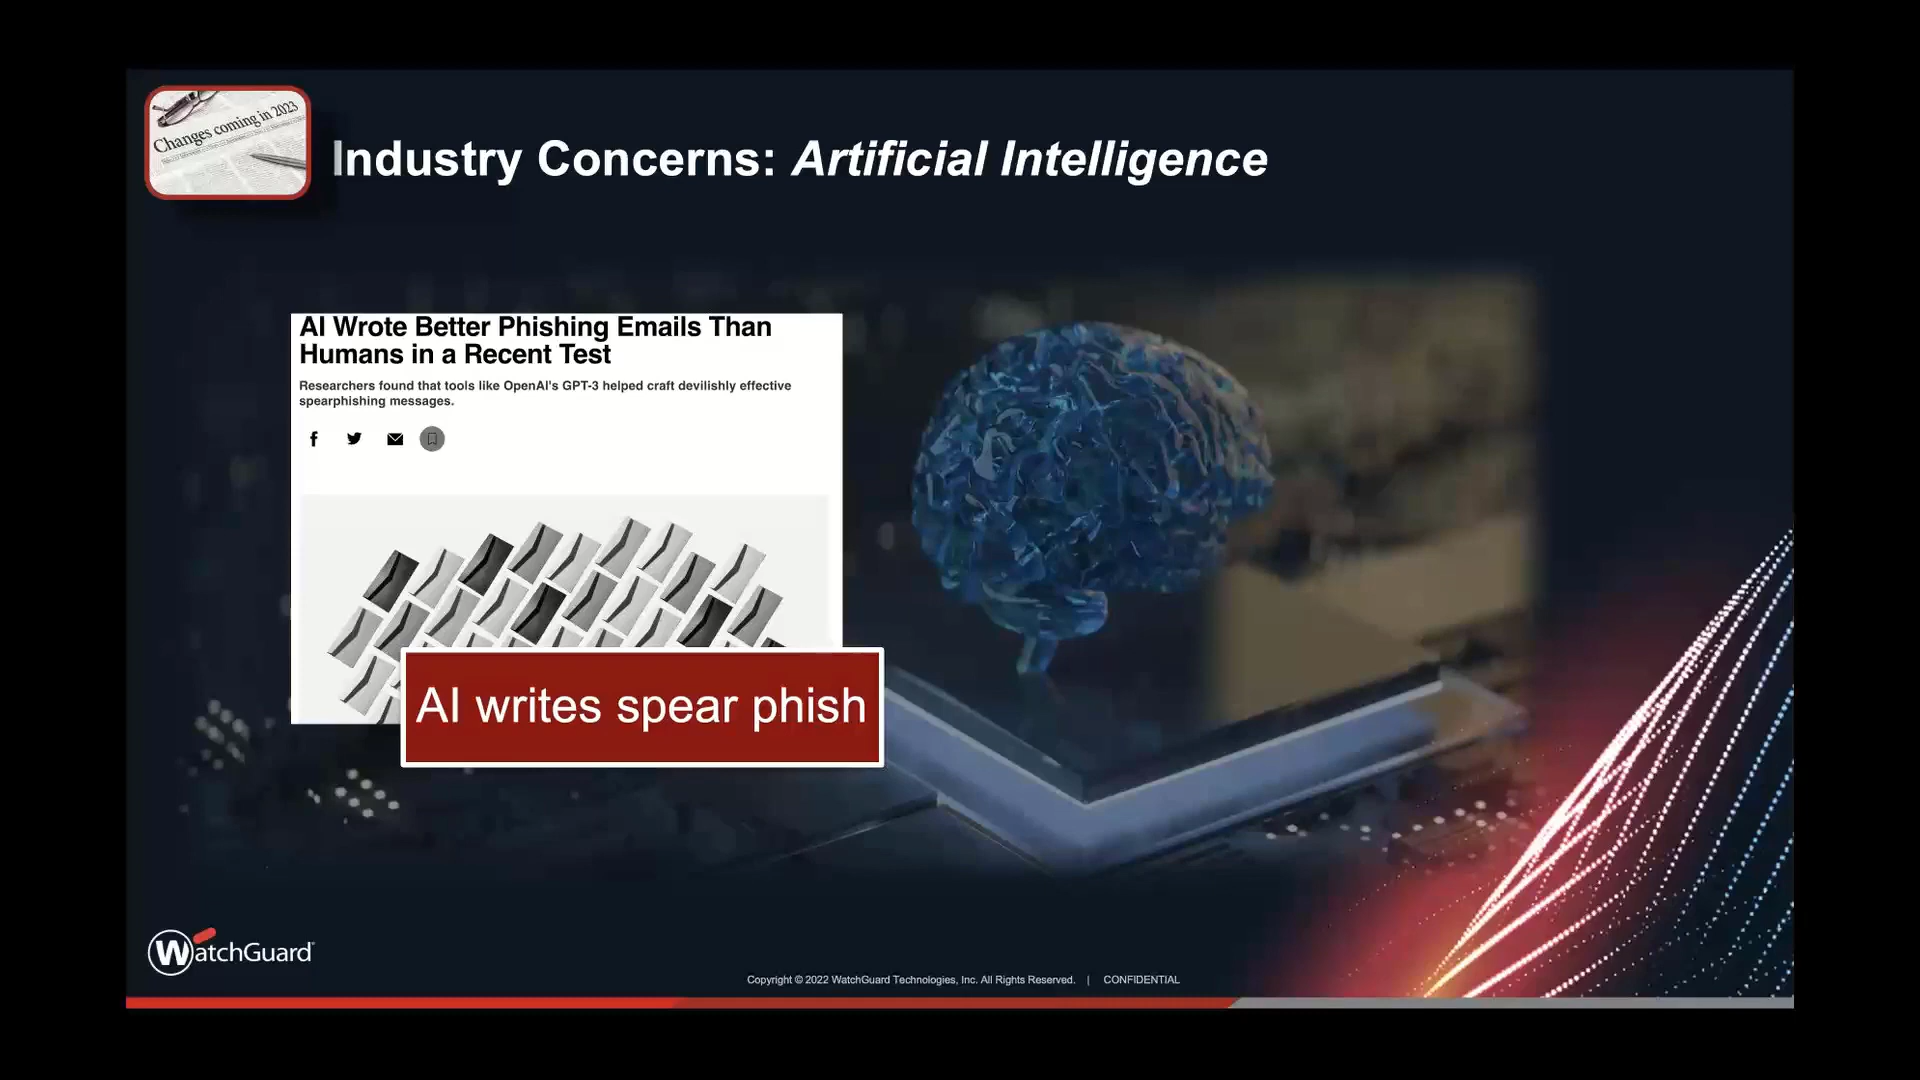 Changes coming in 2023
Industry Concerns: Artificial Intelligence
AI Wrote Better Phishing Emails Than
Humans in a Recent Test
Researchers found that tools like OpenAI's GPT-3 helped craft devilishly effective
spearphishing messages.
AI writes spear phish
WatchGuard
Copyright © 2022 WatchGuard Technologies, Inc. All Rights Reserved. | CONFIDENTIAL